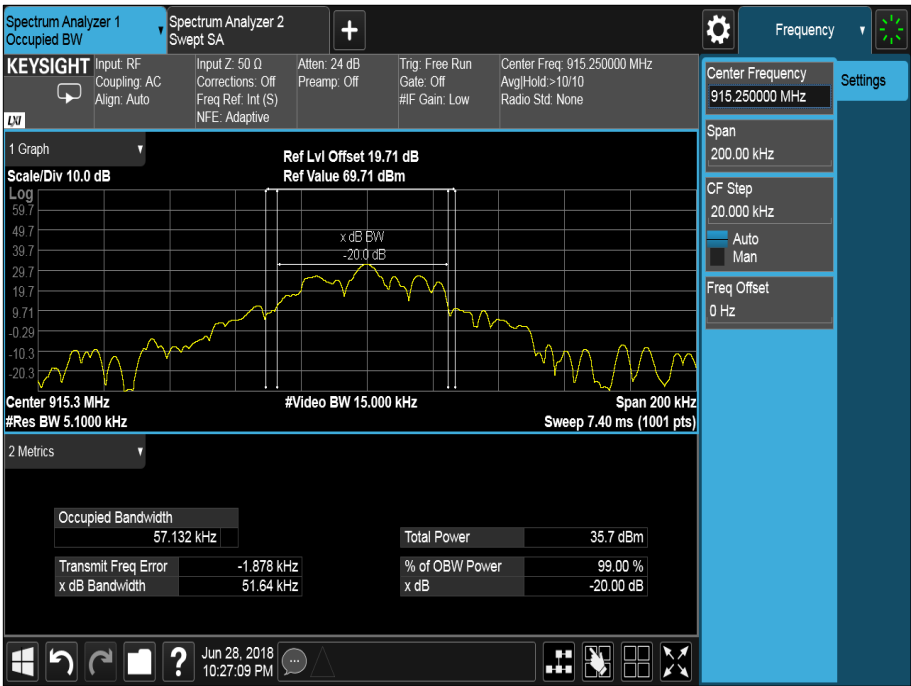 Spectrum Analyzer 1
Occupied BW
Spectrum Analyzer 2
Swept SA
Frequency
KEYSIGHT
LXI
Input: RF
Coupling: AC
Align: Auto
Input Z: 50 Ω
Corrections: Off
Freq Ref: Int (S)
NFE: Adaptive
Atten: 24 dB
Preamp: Off
Trig: Free Run
Gate: Off
#IF Gain: Low
Center Freq: 915.250000 MHz
Avg|Hold:>10/10
Radio Std: None
Center Frequency
915.250000 MHz
Settings
Span
200.00 kHz
CF Step
20.000 kHz
Auto
Man
Freq Offset
0 Hz
1 Graph
Scale/Div 10.0 dB
Ref Lvl Offset 19.71 dB
Ref Value 69.71 dBm
Log
59.7
49.7
39.7
29.7
19.7
9.71
-0.29
-10.3
-20.3
x dB BW
-20.0 dB
Center 915.3 MHz
#Video BW 15.000 kHz
Span 200 kHz
#Res BW 5.1000 kHz
Sweep 7.40 ms (1001 pts)
2 Metrics
Occupied Bandwidth
57.132 kHz
Total Power 35.7 dBm
Transmit Freq Error -1.878 kHz
% of OBW Power 99.00 %
x dB Bandwidth 51.64 kHz
x dB -20.00 dB
?
Jun 28, 2018
10:27:09 PM